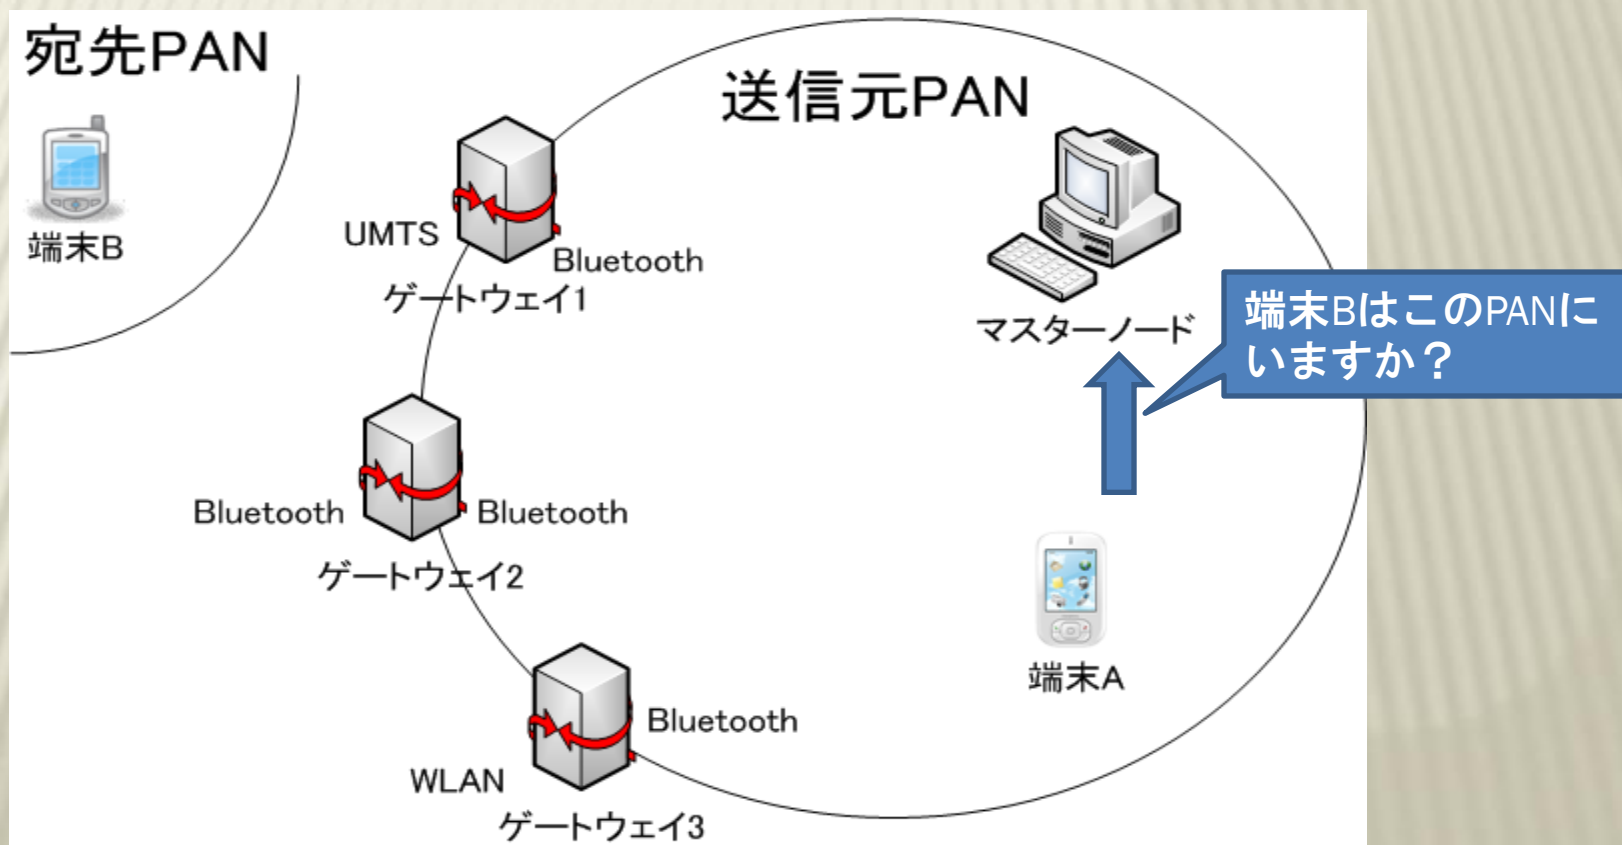 宛先PAN
送信元PAN
端末B
UMTS
Bluetooth
ゲートウェイ1
マスターノード
端末BはこのPANに
いますか？
Bluetooth
Bluetooth
ゲートウェイ2
端末A
Bluetooth
WLAN
ゲートウェイ3